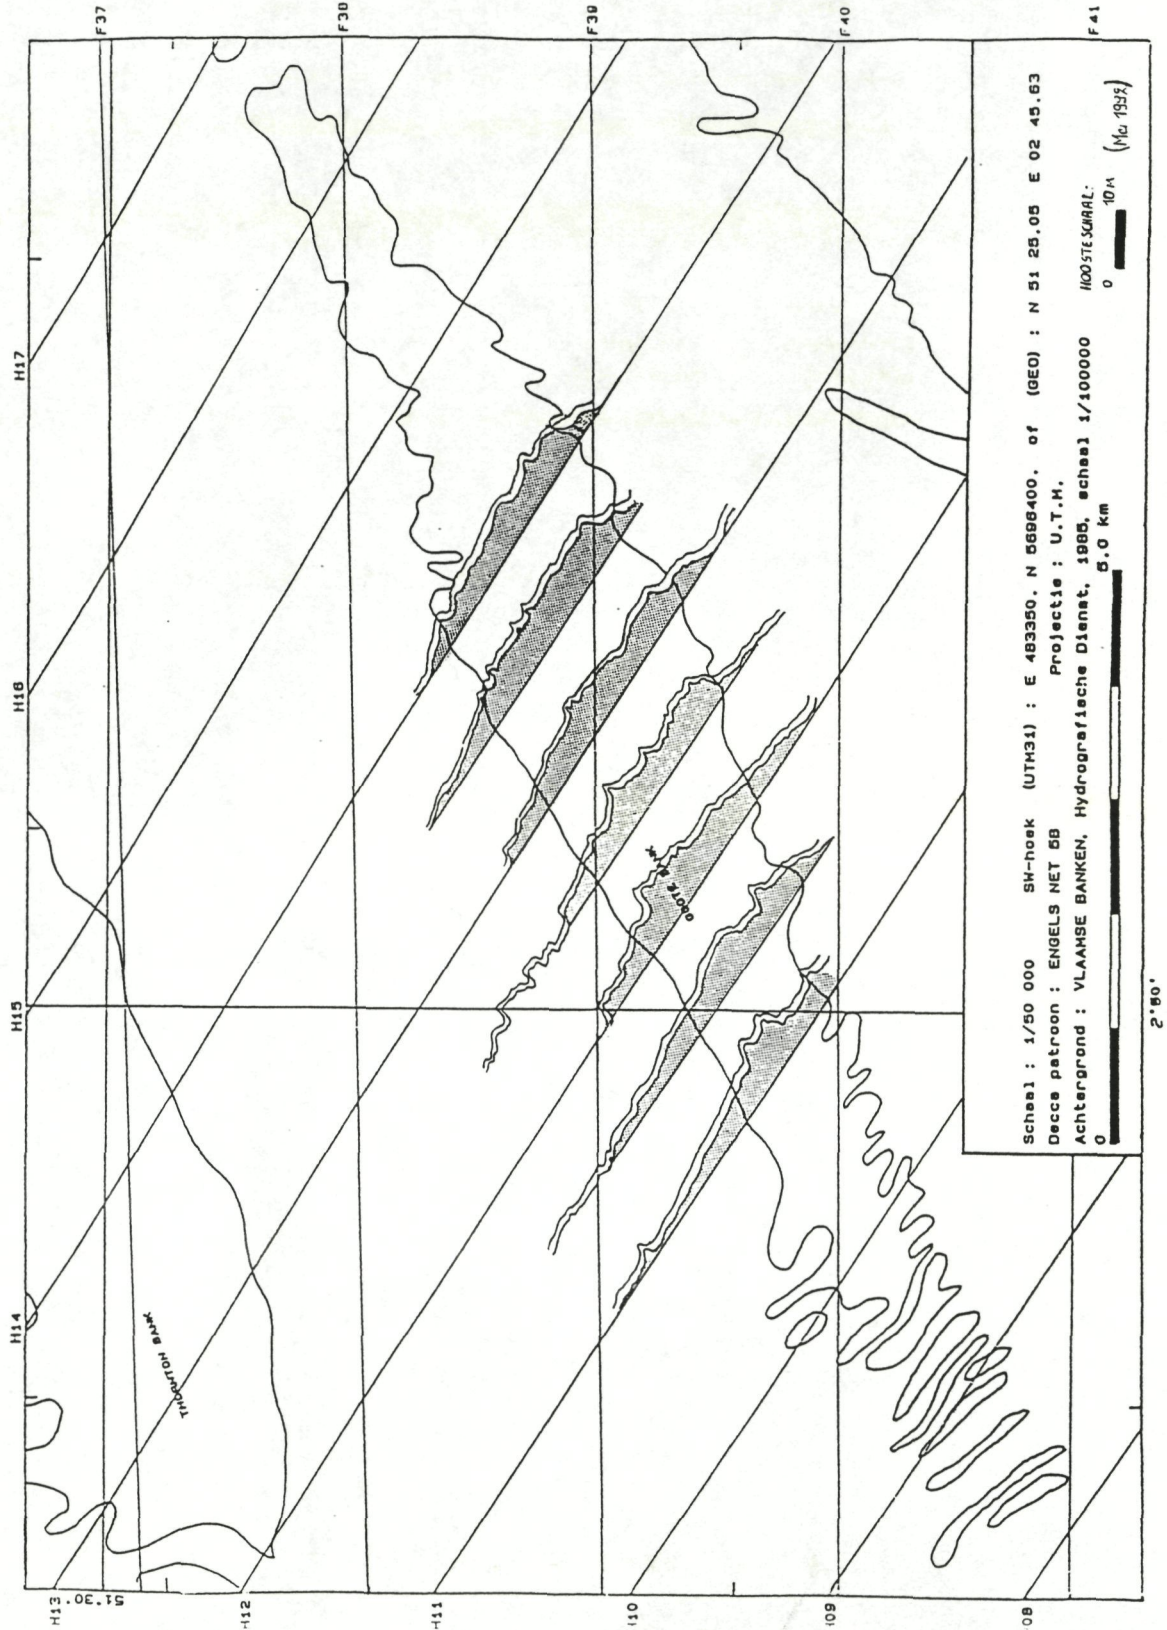 F37
F38
F39
F40
F41
H17
H16
H15
H14
H13
51°30'
H12
H11
H10
H09
H08
THORNTON BANK
GOOTE BANK
Schaal : 1/50 000 SW-hoek (UTM31) : E 483350. N 5696400. of (GEO) : N 51 25.05 E 02 45.63
Decca patroon : ENGELS NET 5B Projectie : U.T.M.
Achtergrond : VLAAMSE BANKEN, Hydrografische Dienst, 1985, schaal 1/100000
0 5.0 km
HOOGTESCHAAL:
0 10 M
2°50'